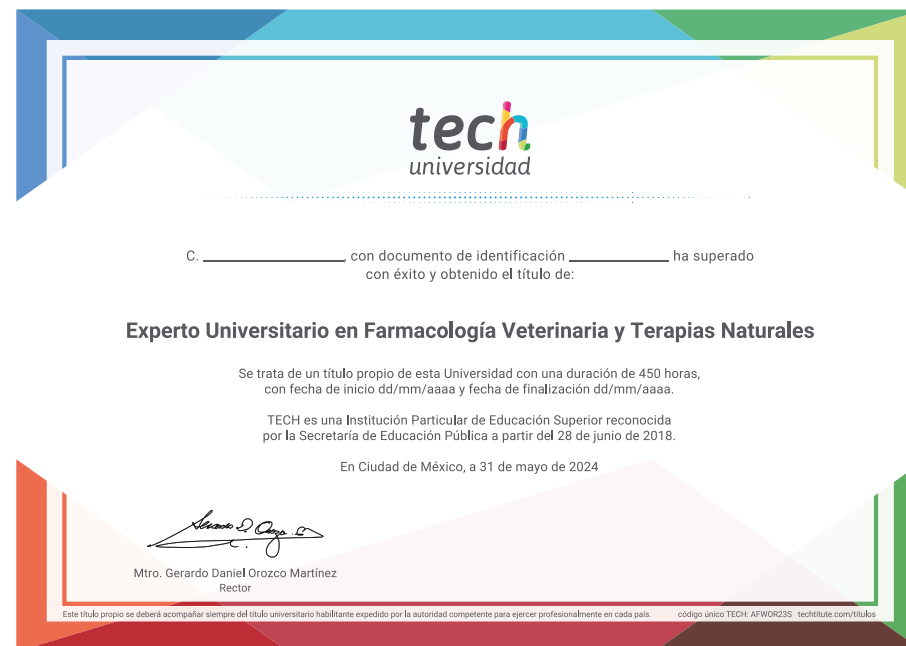 tech
universidad
C. ____________, con documento de identificación ____________ ha superado
con éxito y obtenido el título de:
Experto Universitario en Farmacología Veterinaria y Terapias Naturales
Se trata de un título propio de esta Universidad con una duración de 450 horas,
con fecha de inicio dd/mm/aaaa y fecha de finalización dd/mm/aaaa.
TECH es una Institución Particular de Educación Superior reconocida
por la Secretaría de Educación Pública a partir del 28 de junio de 2018.
En Ciudad de México, a 31 de mayo de 2024
Mtro. Gerardo Daniel Orozco Martínez
Rector
Este título propio se deberá acompañar siempre del título universitario habilitante expedido por la autoridad competente para ejercer profesionalmente en cada país. código único TECH: AFWOR23S techtitute.com/titulos